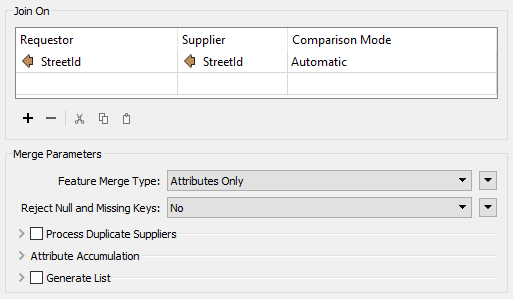 Join On
Requestor Supplier Comparison Mode
StreetId StreetId Automatic
Merge Parameters
Feature Merge Type: Attributes Only
Reject Null and Missing Keys: No
Process Duplicate Suppliers
Attribute Accumulation
Generate List